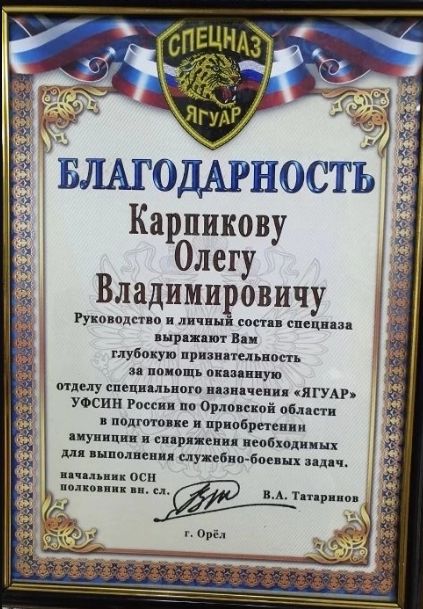 СПЕЦНАЗ
ЯГУАР
БЛАГОДАРНОСТЬ
Карпикову
Олегу
Владимировичу
Руководство и личный состав спецназа
выражают Вам
глубокую признательность
за помощь оказанную
отделу специального назначения «ЯГУАР»
УФСИН России по Орловской области
в подготовке и приобретении
амуниции и снаряжения необходимых
для выполнения служебно-боевых задач.
начальник ОСН
полковник вн. сл.
В.А. Татаринов
г. Орёл